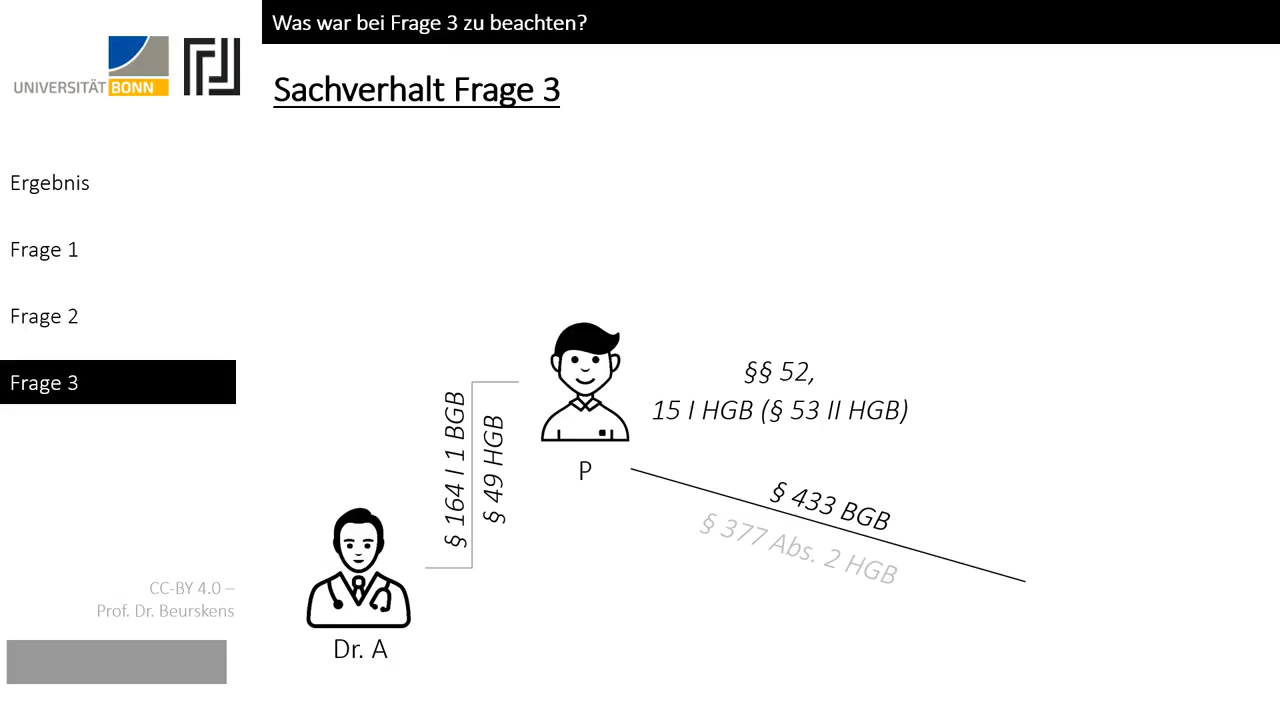 Was war bei Frage 3 zu beachten?
UNIVERSITÄT BONN
Sachverhalt Frage 3
Ergebnis
Frage 1
Frage 2
Frage 3
§§ 52,
15 I HGB (§ 53 II HGB)
§ 164 I 1 BGB
§ 49 HGB
P
§ 433 BGB
§ 377 Abs. 2 HGB
Dr. A
CC-BY 4.0 –
Prof. Dr. Beurskens